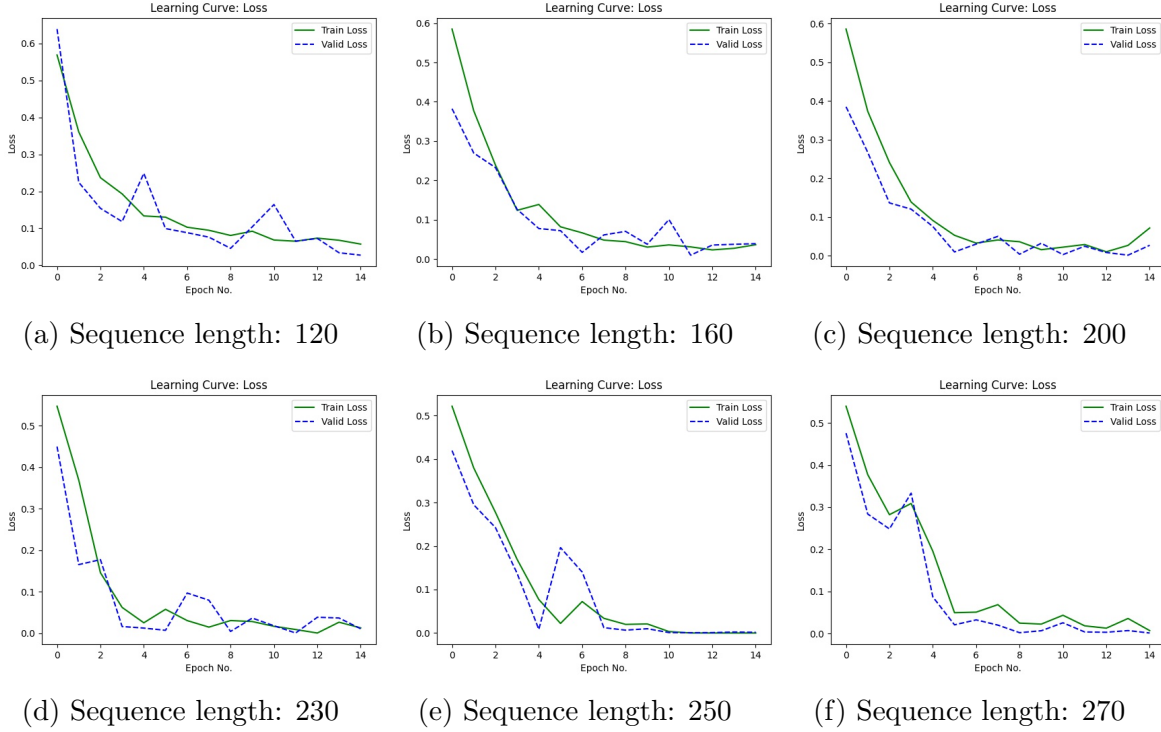 Learning Curve: Loss
Train Loss
Valid Loss
0.6
0.5
0.4
0.3
0.2
0.1
0.0
Loss
0 2 4 6 8 10 12 14
Epoch No.
(a) Sequence length: 120
Learning Curve: Loss
Train Loss
Valid Loss
0.6
0.5
0.4
0.3
0.2
0.1
0.0
Loss
0 2 4 6 8 10 12 14
Epoch No.
(b) Sequence length: 160
Learning Curve: Loss
Train Loss
Valid Loss
0.6
0.5
0.4
0.3
0.2
0.1
0.0
Loss
0 2 4 6 8 10 12 14
Epoch No.
(c) Sequence length: 200
Learning Curve: Loss
Train Loss
Valid Loss
0.5
0.4
0.3
0.2
0.1
0.0
Loss
0 2 4 6 8 10 12 14
Epoch No.
(d) Sequence length: 230
Learning Curve: Loss
Train Loss
Valid Loss
0.5
0.4
0.3
0.2
0.1
0.0
Loss
0 2 4 6 8 10 12 14
Epoch No.
(e) Sequence length: 250
Learning Curve: Loss
Train Loss
Valid Loss
0.5
0.4
0.3
0.2
0.1
0.0
Loss
0 2 4 6 8 10 12 14
Epoch No.
(f) Sequence length: 270